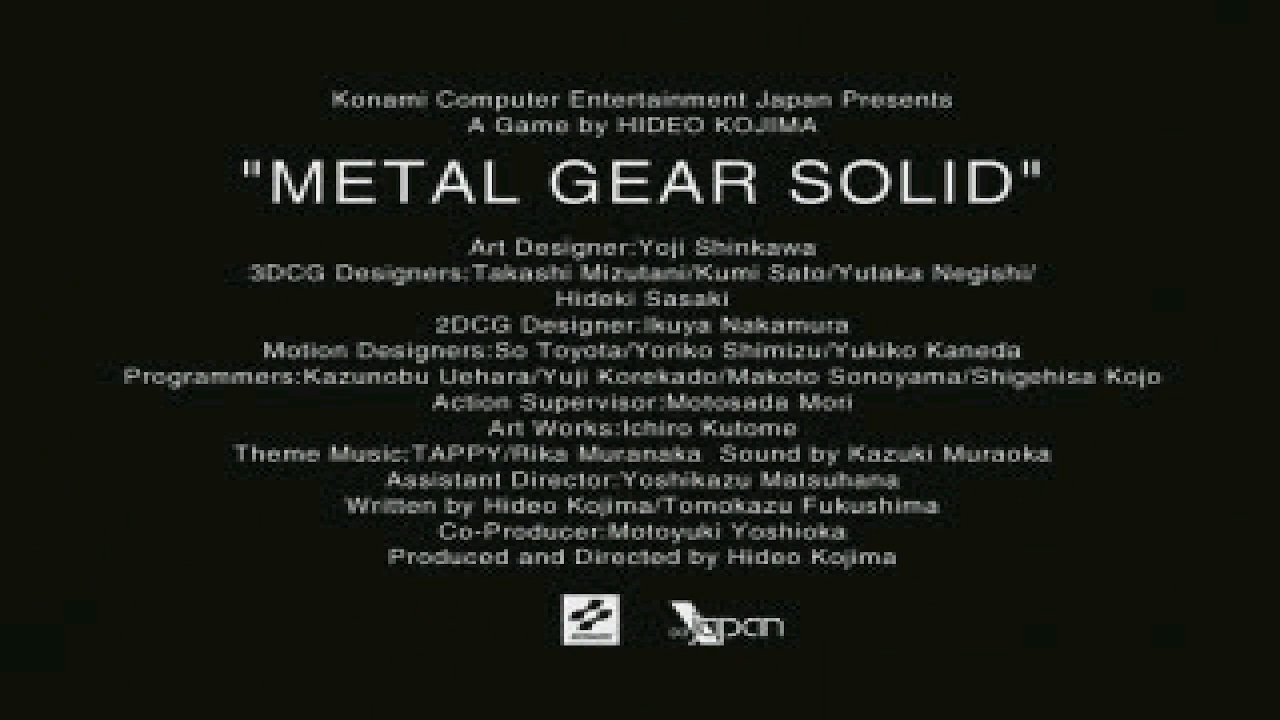 Konami Computer Entertainment Japan Presents
A Game by HIDEO KOJIMA
"METAL GEAR SOLID"
Art Designer:Yoji Shinkawa
3DCG Designers:Takashi Mizutani/Kumi Sato/Yutaka Negishi/
Hideki Sasaki
2DCG Designer:Ikuya Nakamura
Motion Designers:So Toyota/Yoriko Shimizu/Yukiko Kaneda
Programmers:Kazunobu Uehara/Yuji Korekado/Makoto Sonoyama/Shigehisa Kojo
Action Supervisor:Motosada Mori
Art Works:Ichiro Kutome
Theme Music:TAPPY/Rika Muranaka Sound by Kazuki Muraoka
Assistant Director:Yoshikazu Matsuhana
Written by Hideo Kojima/Tomokazu Fukushima
Co-Producer:Motoyuki Yoshioka
Produced and Directed by Hideo Kojima
Japan